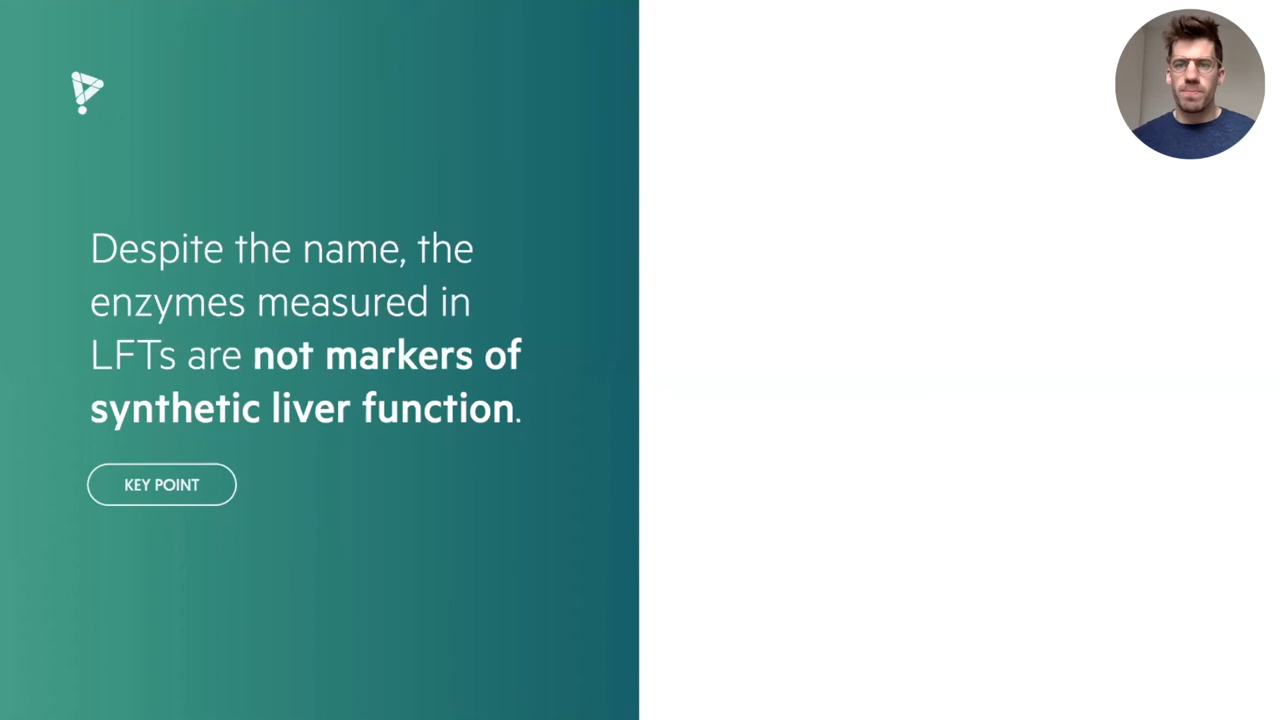 Despite the name, the
enzymes measured in
LFTs are not markers of
synthetic liver function.
KEY POINT